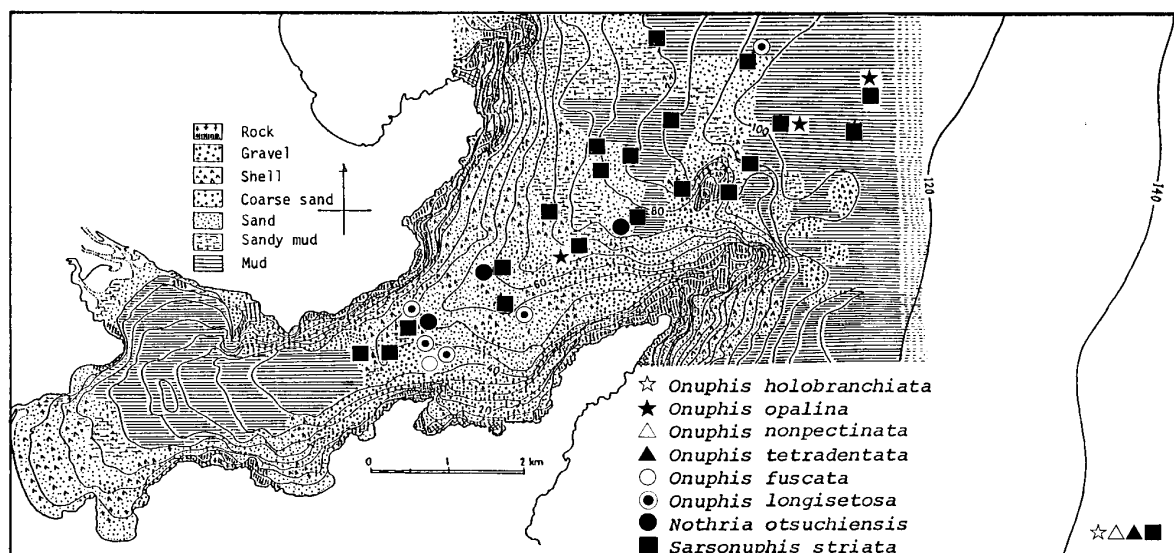 Rock
Gravel
Shell
Coarse sand
Sand
Sandy mud
Mud
100
80
60
40
20
120
140
0 1 2 km
Onuphis holobranchiata
Onuphis opalina
Onuphis nonpectinata
Onuphis tetradentata
Onuphis fuscata
Onuphis longisetosa
Nothria otsuchiensis
Sarsonuphis striata